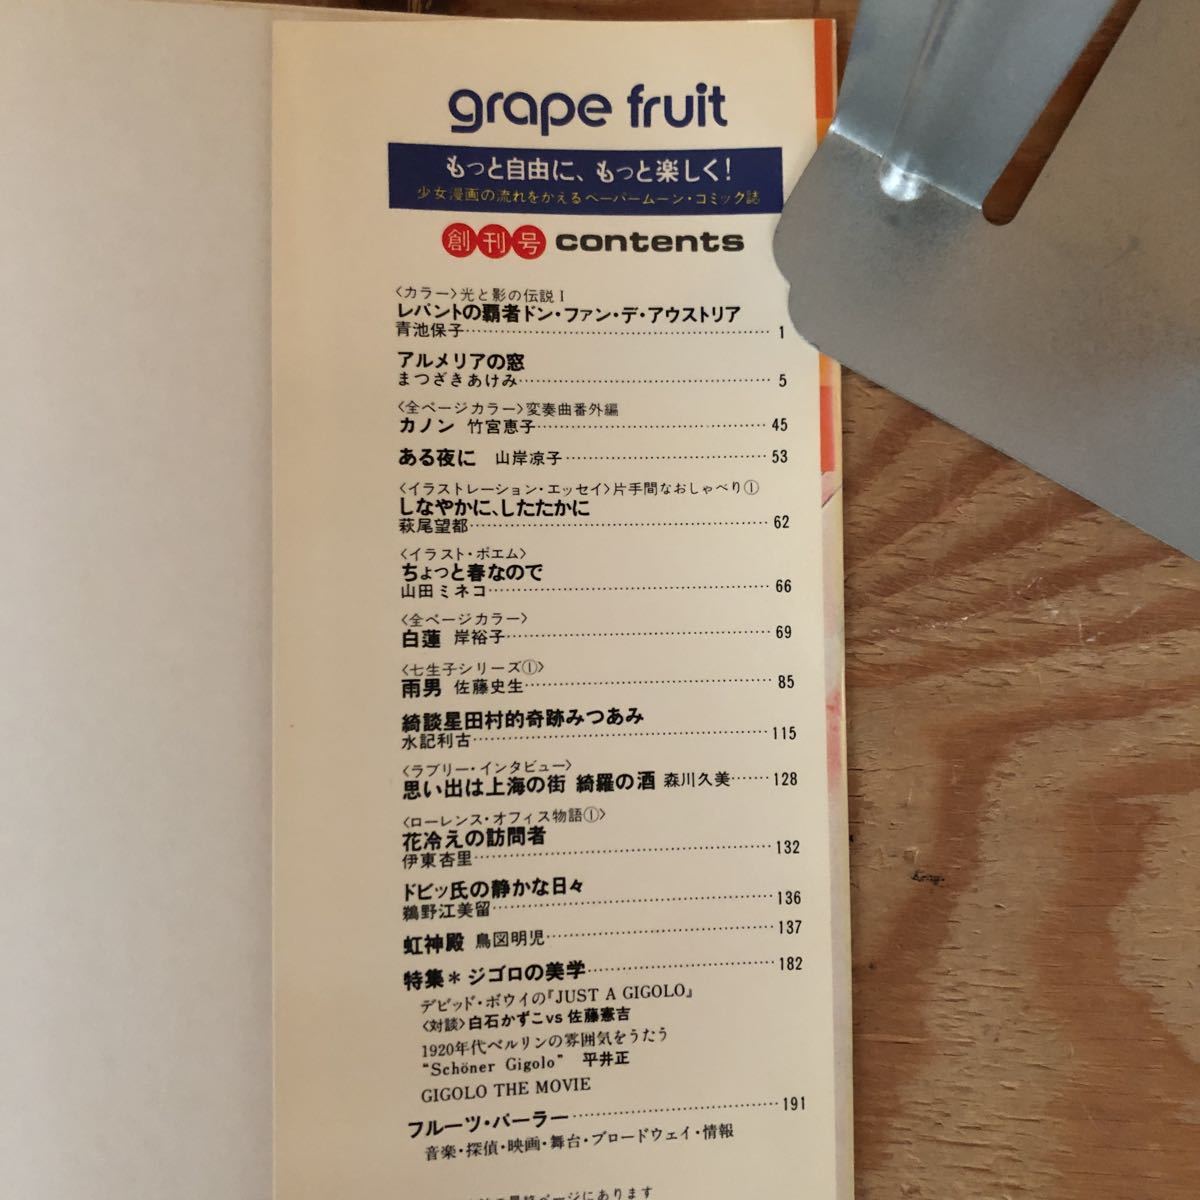 grape fruit
もっと自由に、もっと楽しく!
少女漫画の流れをかえるペーパームーン・コミック誌
創刊号 contents
〈カラー〉光と影の伝説Ⅰ
レパントの覇者ドン・ファン・デ・アウストリア
青池保子……1
アルメリアの窓
まつざきあけみ……5
〈全ページカラー〉変奏曲番外編
カノン 竹宮恵子……45
ある夜に 山岸凉子……53
〈イラストレーション・エッセイ〉片手間なおしゃべり①
しなやかに、したたかに
萩尾望都……62
〈イラスト・ポエム〉
ちょっと春なので
山田ミネコ……66
〈全ページカラー〉
白蓮 岸裕子……69
〈七生子シリーズ①〉
雨男 佐藤史生……85
綺談星田村的奇跡みつあみ
水記利古……115
〈ラブリー・インタビュー〉
思い出は上海の街 綺羅の酒 森川久美……128
〈ローレンス・オフィス物語①〉
花冷えの訪問者
伊東杏里……132
ドビッ氏の静かな日々
鵜野江美留……136
虹神殿 鳥図明児……137
特集*ジゴロの美学……182
デビッド・ボウイの『JUST A GIGOLO』
〈対談〉白石かずこvs佐藤憲吉
1920年代ベルリンの雰囲気をうたう
“Schöner Gigolo” 平井正
GIGOLO THE MOVIE
フルーツ・パーラー……191
音楽・探偵・映画・舞台・ブロードウェイ・情報
最終ページにあります